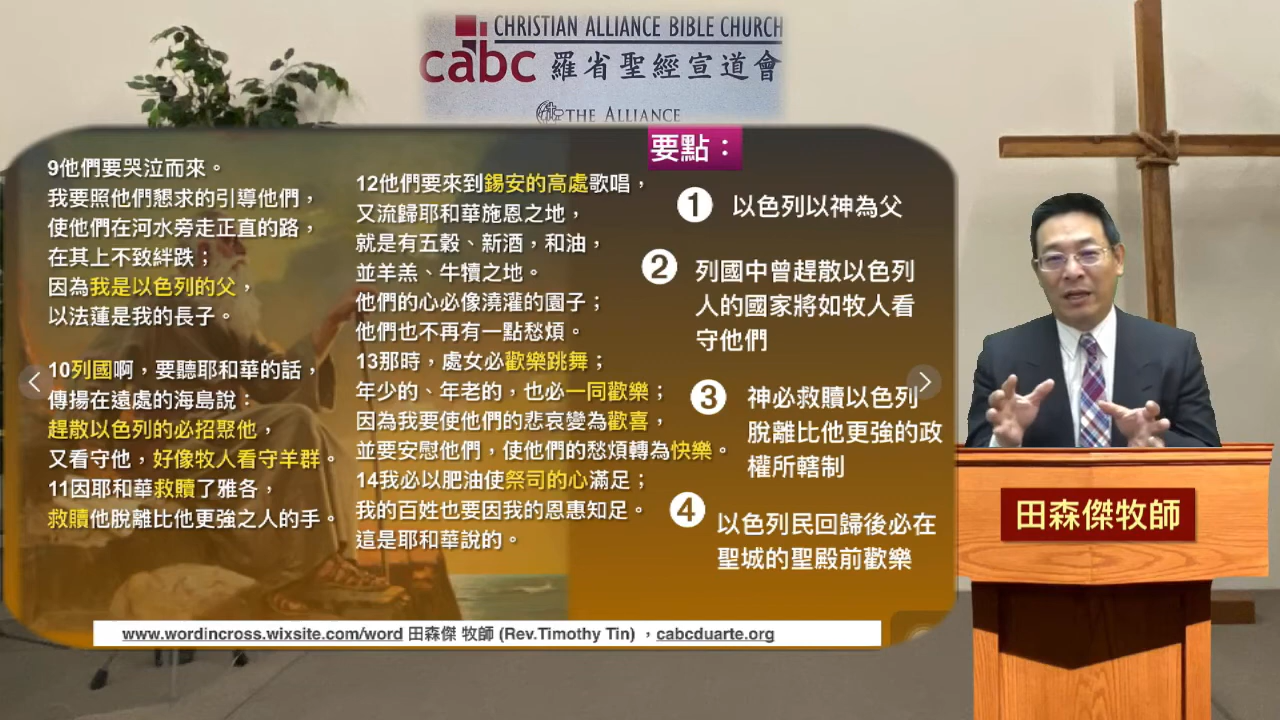 CHRISTIAN ALLIANCE BIBLE CHURCH
cabc 羅省聖經宣道會
THE ALLIANCE
9他們要哭泣而來。
我要照他們懇求的引導他們，
使他們在河水旁走正直的路，
在其上不致絆跌；
因為我是以色列的父，
以法蓮是我的長子。
10列國啊，要聽耶和華的話，
傳揚在遠處的海島說：
趕散以色列的必招聚他，
又看守他，好像牧人看守羊群。
11因耶和華救贖了雅各，
救贖他脫離比他更強之人的手。
12他們要來到錫安的高處歌唱，
又流歸耶和華施恩之地，
就是有五穀、新酒，和油，
並羊羔、牛犢之地。
他們的心必像澆灌的園子；
他們也不再有一點愁煩。
13那時，處女必歡樂跳舞；
年少的、年老的，也必一同歡樂；
因為我要使他們的悲哀變為歡喜，
並要安慰他們，使他們的愁煩轉為快樂。
14我必以肥油使祭司的心滿足；
我的百姓也要因我的恩惠知足。
這是耶和華說的。
要點：
1 以色列以神為父
2 列國中曾趕散以色列
人的國家將如牧人看
守他們
3 神必救贖以色列
脫離比他更強的政
權所轄制
4 以色列民回歸後必在
聖城的聖殿前歡樂
田森傑牧師
www.wordincross.wixsite.com/word 田森傑 牧師 (Rev.Timothy Tin) ，cabcduarte.org